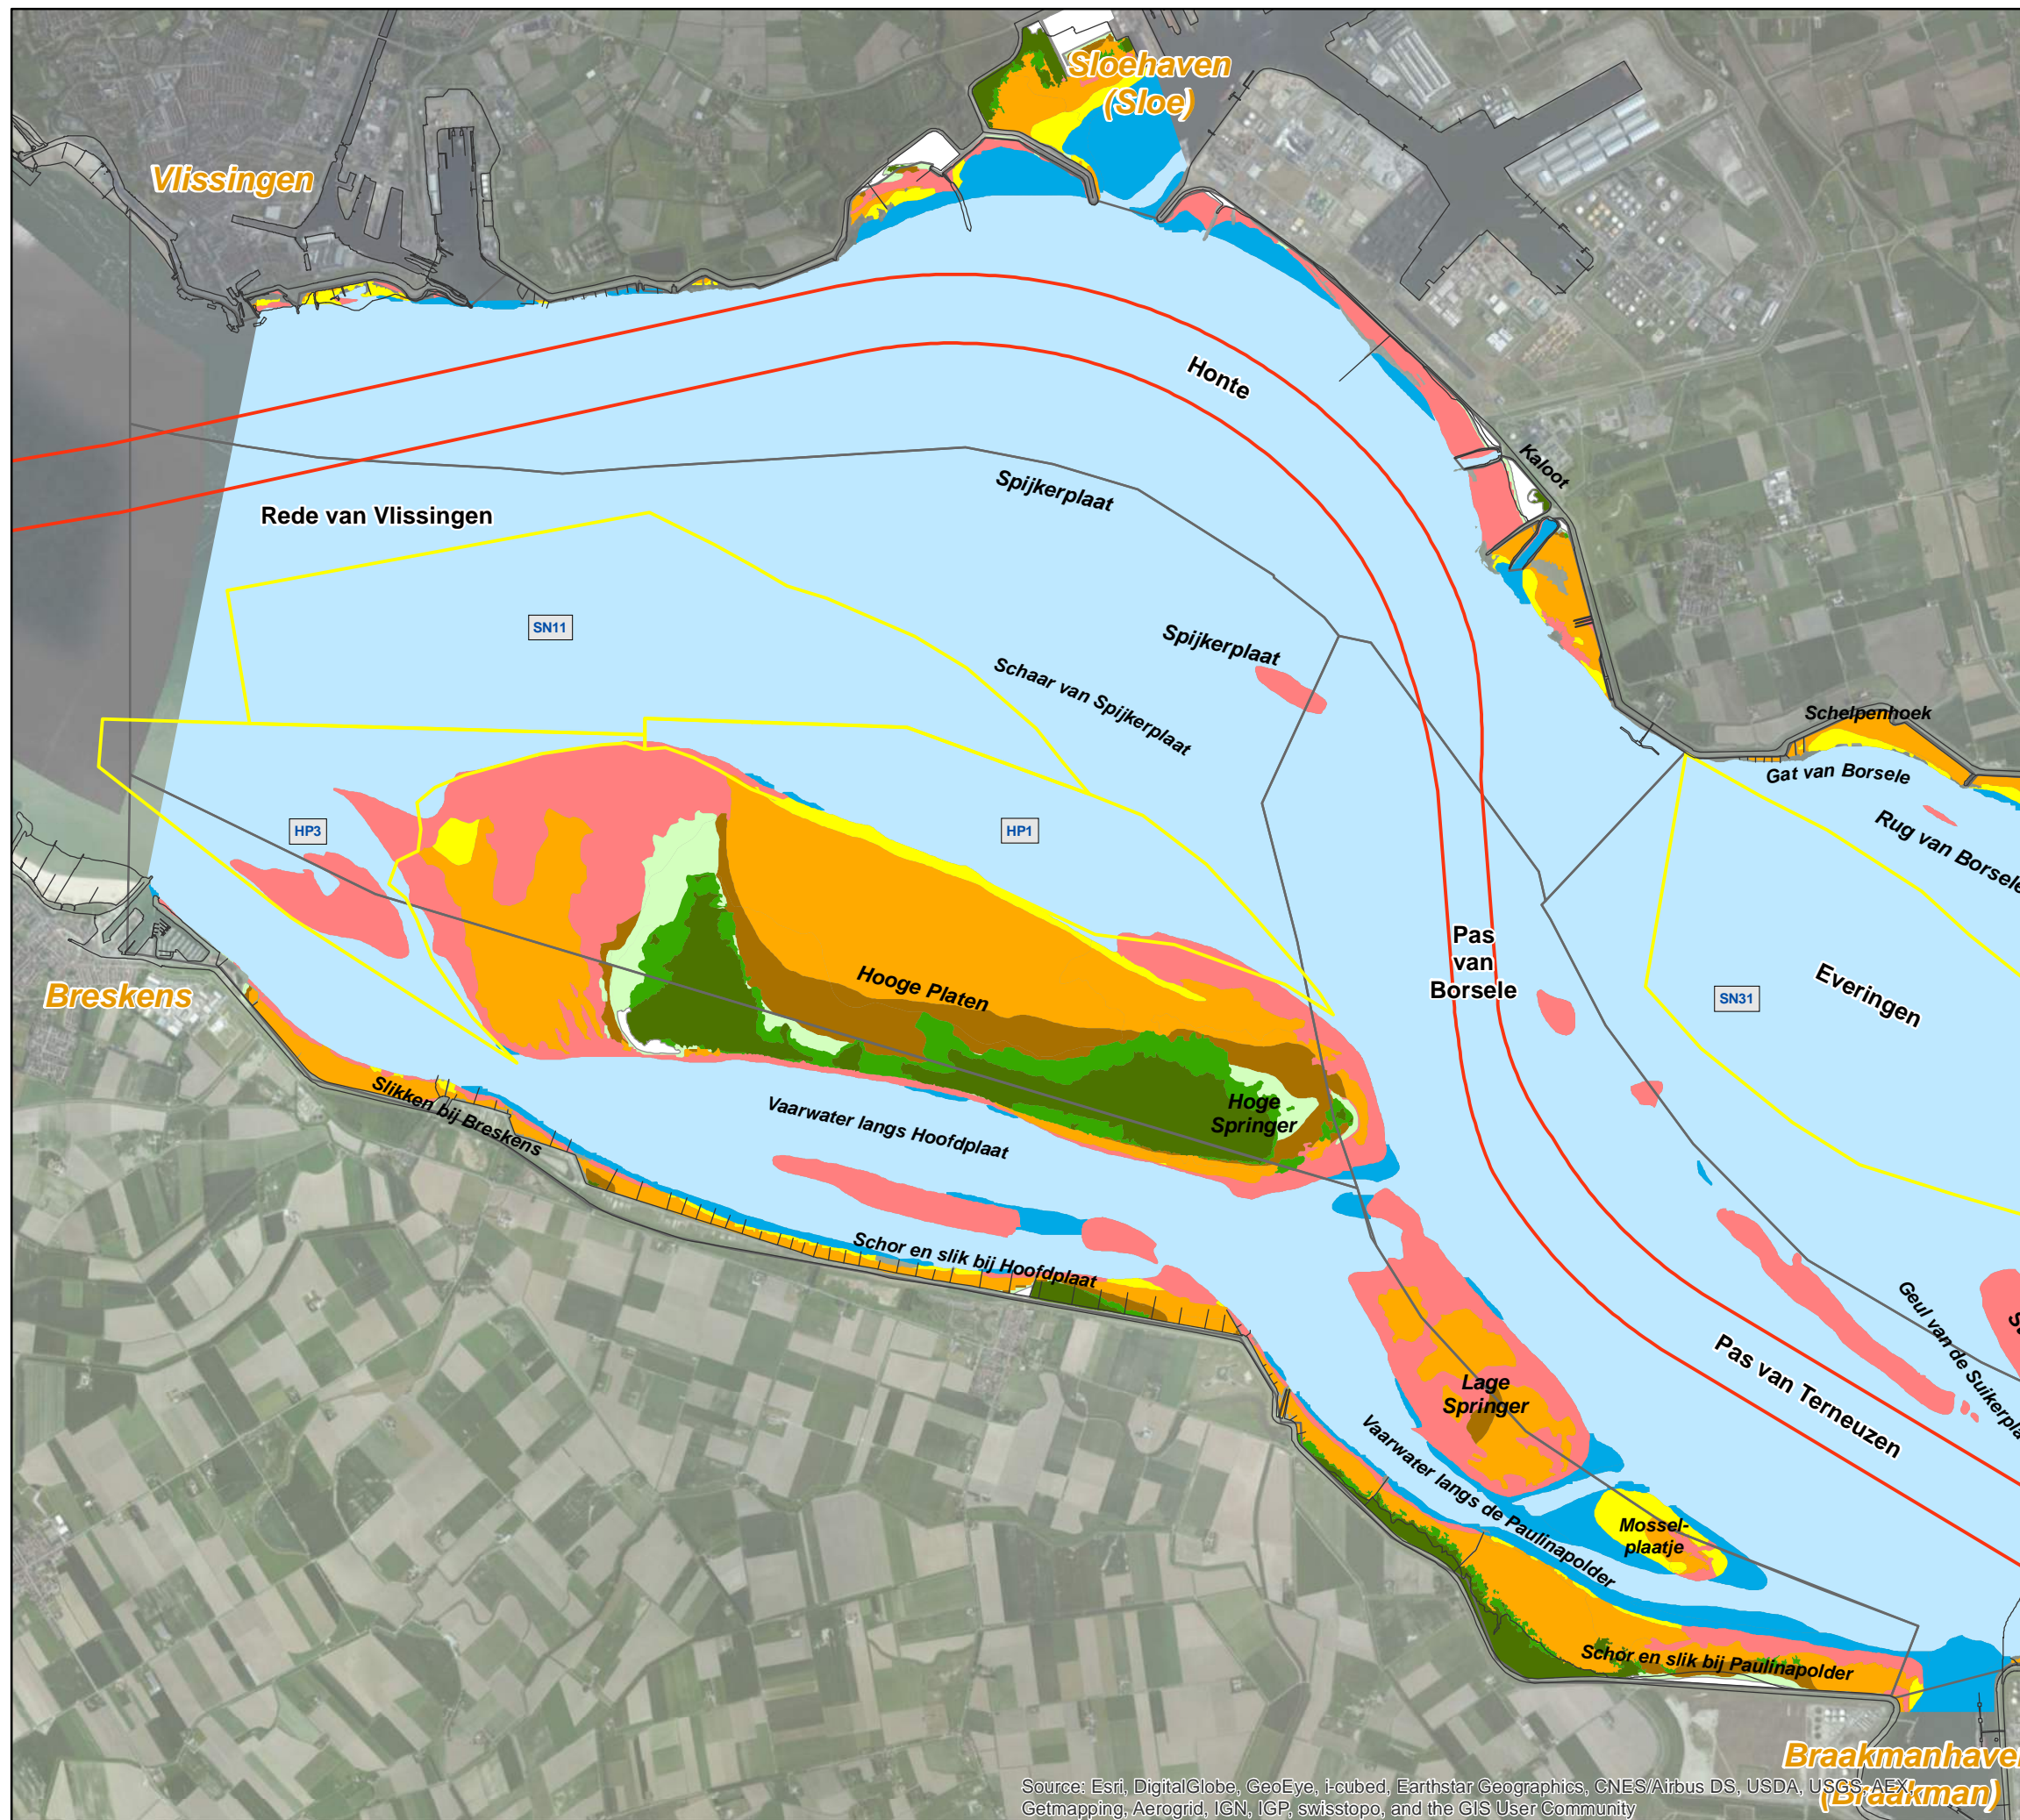 Sloehaven
(Sloe)
Vlissingen
Honte
Kaloot
Spijkerplaat
Rede van Vlissingen
SN11
Spijkerplaat
Schaar van Spijkerplaat
Schelpenhoek
Gat van Borsele
HP3
HP1
Rug van Borsele
Pas
van
Borsele
Hooge Platen
Everingen
Breskens
SN31
Slikken bij Breskens
Vaarwater langs Hoofdplaat
Hoge
Springer
Schor en slik bij Hoofdplaat
Geul van de Suikerpla
Pas van Terneuzen
Lage
Springer
Vaarwater langs de Paulinapolder
Mossel-
plaatje
Schor en slik bij Paulinapolder
Braakmanhave
(Braakman)
Source: Esri, DigitalGlobe, GeoEye, i-cubed, Earthstar Geographics, CNES/Airbus DS, USDA, USGS, AEX,
Getmapping, Aerogrid, IGN, IGP, swisstopo, and the GIS User Community